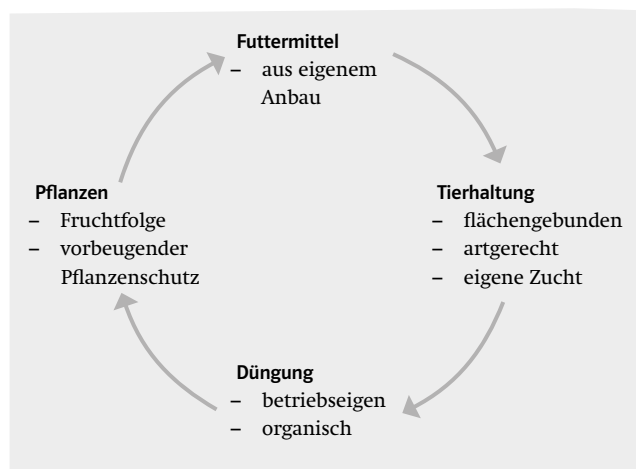 Futtermittel
– aus eigenem
Anbau
Tierhaltung
– flächengebunden
– artgerecht
– eigene Zucht
Düngung
– betriebseigen
– organisch
Pflanzen
– Fruchtfolge
– vorbeugender
Pflanzenschutz